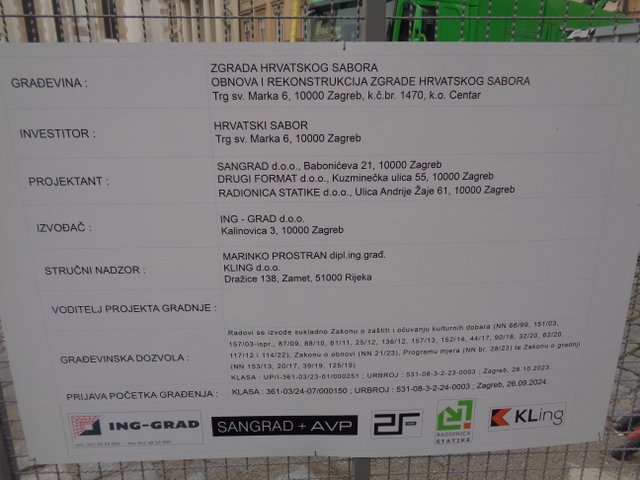 GRAĐEVINA :
ZGRADA HRVATSKOG SABORA
OBNOVA I REKONSTRUKCIJA ZGRADE HRVATSKOG SABORA
Trg sv. Marka 6, 10000 Zagreb, k.č.br. 1470, k.o. Centar
INVESTITOR :
HRVATSKI SABOR
Trg sv. Marka 6, 10000 Zagreb
PROJEKTANT :
SANGRAD d.o.o., Babonićeva 21, 10000 Zagreb
DRUGI FORMAT d.o.o., Kuzminečka ulica 55, 10000 Zagreb
RADIONICA STATIKE d.o.o., Ulica Andrije Žaje 61, 10000 Zagreb
IZVOĐAČ :
ING - GRAD d.o.o.
Kalinovica 3, 10000 Zagreb
STRUČNI NADZOR :
MARINKO PROSTRAN dipl.ing.građ.
KLING d.o.o.
Dražice 138, Zamet, 51000 Rijeka
VODITELJ PROJEKTA GRADNJE :
GRAĐEVINSKA DOZVOLA :
Radovi se izvode sukladno Zakonu o zaštiti i očuvanju kulturnih dobara (NN 66/99, 151/03,
157/03-ispr., 87/09, 88/10, 61/11, 25/12, 136/12, 157/13, 152/14, 44/17, 90/18, 32/20, 62/20,
117/12 i 114/22), Zakonu o obnovi (NN 21/23), Programu mjera (NN br. 28/23) te Zakonu o gradnji
(NN 153/13, 20/17, 39/19, 125/19)
KLASA : UP/I-361-03/23-01/000251 ; URBROJ : 531-08-3-2-23-0003 ; Zagreb, 26.10.2023.
PRIJAVA POČETKA GRAĐENJA :
KLASA : 361-03/24-07/000150 ; URBROJ : 531-08-3-2-24-0003 ; Zagreb, 26.09.2024.
ING-GRAD
SANGRAD + AVP
2F
RADIONICA
STATIKE
KLing